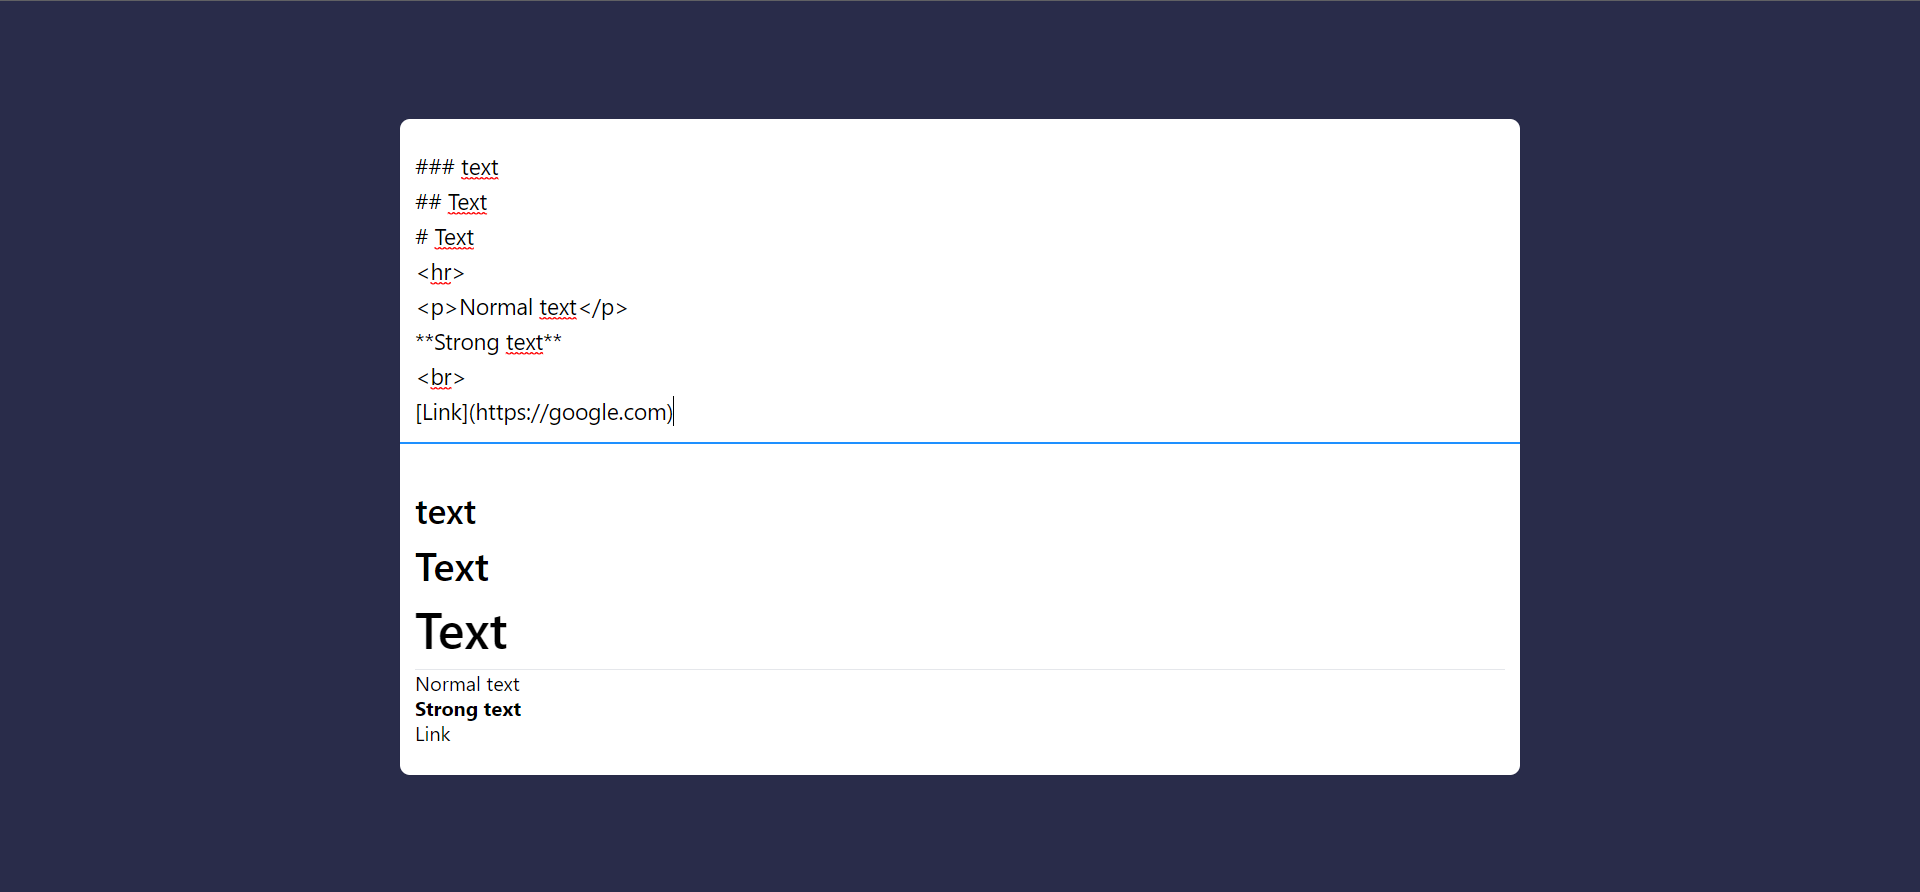 ### text
## Text
# Text
<hr>
<p>Normal text</p>
**Strong text**
<br>
[Link](https://google.com)
text
Text
Text
Normal text
Strong text
Link